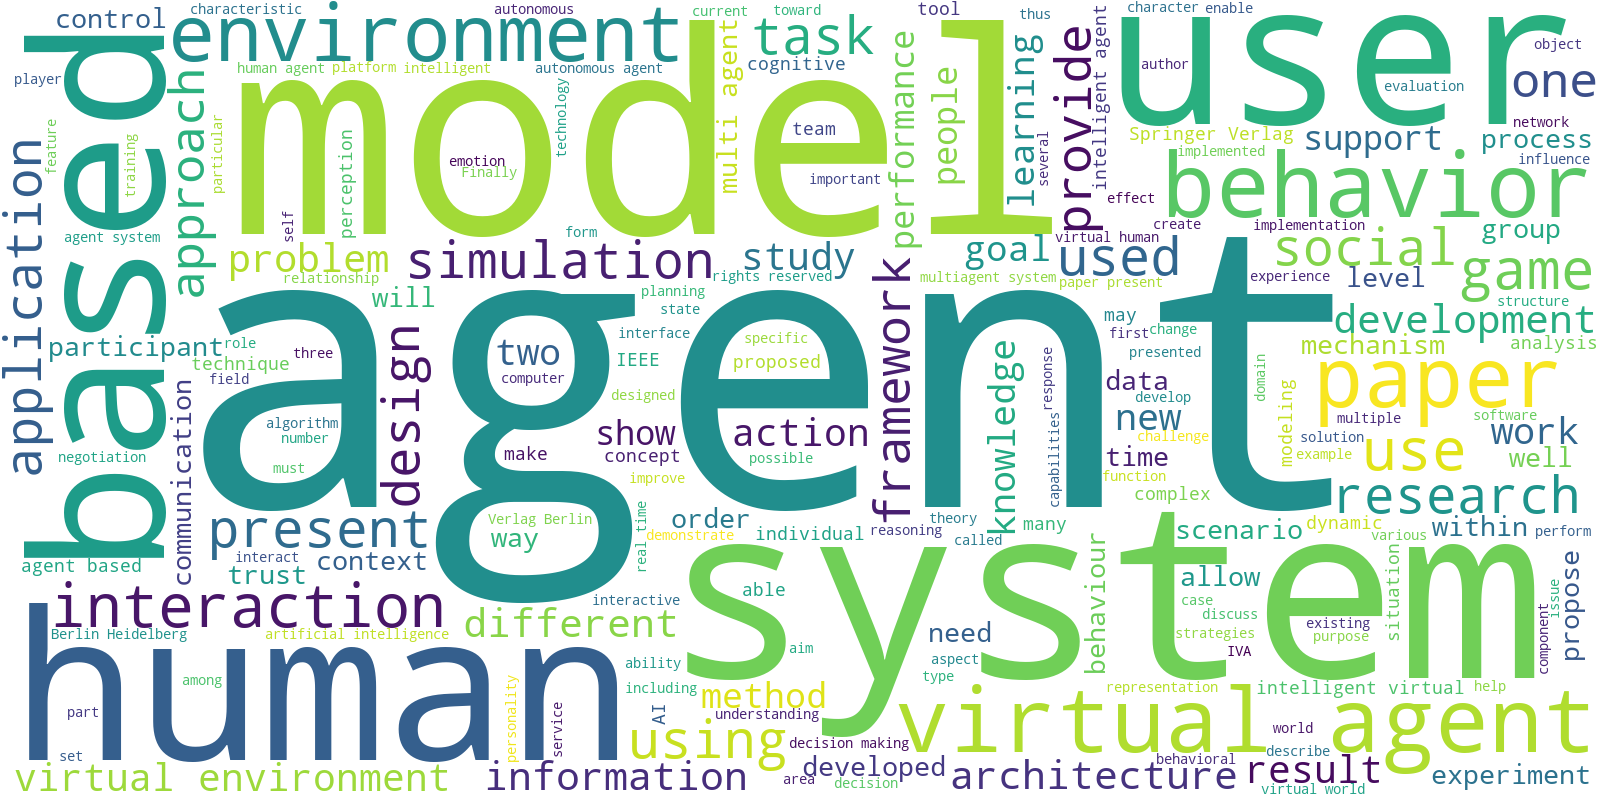 control
characteristic
autonomous
current
toward
tool
thus
character enable
environment
model
user
task
one
object
player
human agent
platform
intelligent
autonomous agent
cognitive
author
evaluation
based
approach
multi agent
performance
people
learning
provide
intelligent agent
technology
feature
training
particular
perception
emotion
Finally
team
important
several
Springer Verlag
implemented
support
process
network
influence
behavior
effect
application
agent system
self
form
create
implementation
group
problem
relationship
simulation
study
rights reserved
goal
multiagent system
virtual human
paper present
used
social
experience
level
game
structure
will
planning
state
agent
framework
may
first
change
development
participant
role
technique
field
three
design
two
computer
interface
IEEE
specific
proposed
designed
knowledge
response
presented
data
develop
domain
mechanism
analysis
paper
algorithm
number
must
negotiation
communication
show
concept
make
action
possible
improve
capabilities
new
challenge
time
function
complex
modeling
multiple
solution
example
software
use
work
well
research
present
Verlag Berlin
way
real time
order
demonstrate
individual
reasoning
theory
called
many
scenario
dynamic
various
within
perform
agent based
interact
trust
context
interaction
interactive
able
system
behaviour
allow
case
discuss
strategies
existing
purpose
IVA
situation
component
issue
propose
Berlin Heidelberg
artificial intelligence
different
ability
aim
need
aspect
type
human
among
part
set
personality
service
including
AI
method
understanding
representation
intelligent virtual
help
using
decision making
virtual agent
world
describe
virtual environment
information
area
developed
decision
architecture
behavioral
result
virtual world
experiment